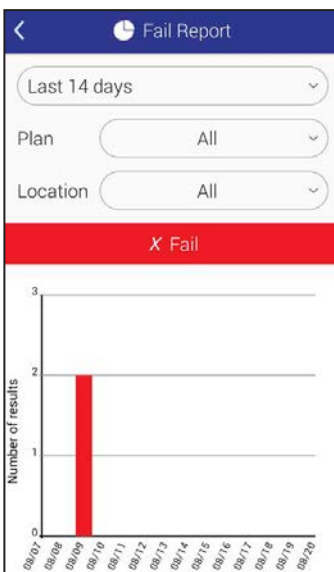 Fail Report
Last 14 days
Plan All
Location All
X Fail
Number of results
3
2
1
0
08/07 08/08 08/09 08/10 08/11 08/12 08/13 08/14 08/15 08/16 08/17 08/18 08/19 08/20